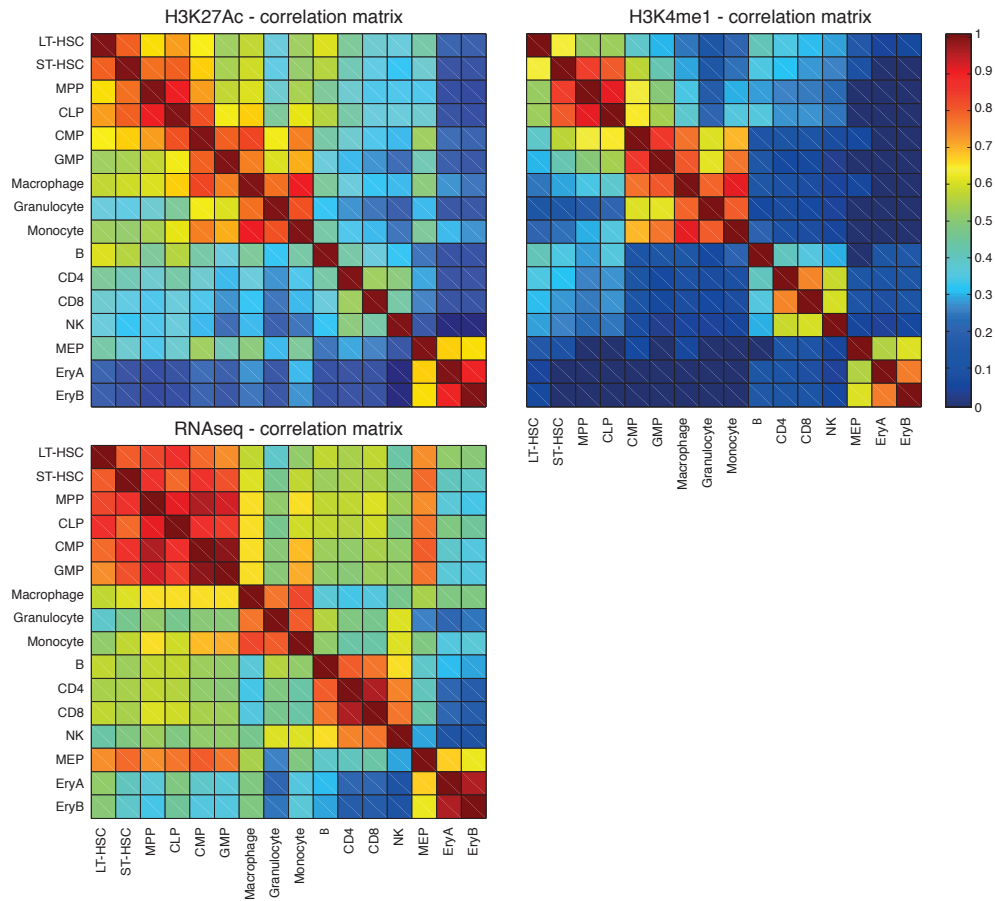 H3K27Ac - correlation matrix
H3K4me1 - correlation matrix
LT-HSC
ST-HSC
MPP
CLP
CMP
GMP
Macrophage
Granulocyte
Monocyte
B
CD4
CD8
NK
MEP
EryA
EryB
1
0.9
0.8
0.7
0.6
0.5
0.4
0.3
0.2
0.1
0
LT-HSC
ST-HSC
MPP
CLP
CMP
GMP
Macrophage
Granulocyte
Monocyte
B
CD4
CD8
NK
MEP
EryA
EryB
RNAseq - correlation matrix
LT-HSC
ST-HSC
MPP
CLP
CMP
GMP
Macrophage
Granulocyte
Monocyte
B
CD4
CD8
NK
MEP
EryA
EryB
LT-HSC
ST-HSC
MPP
CLP
CMP
GMP
Macrophage
Granulocyte
Monocyte
B
CD4
CD8
NK
MEP
EryA
EryB